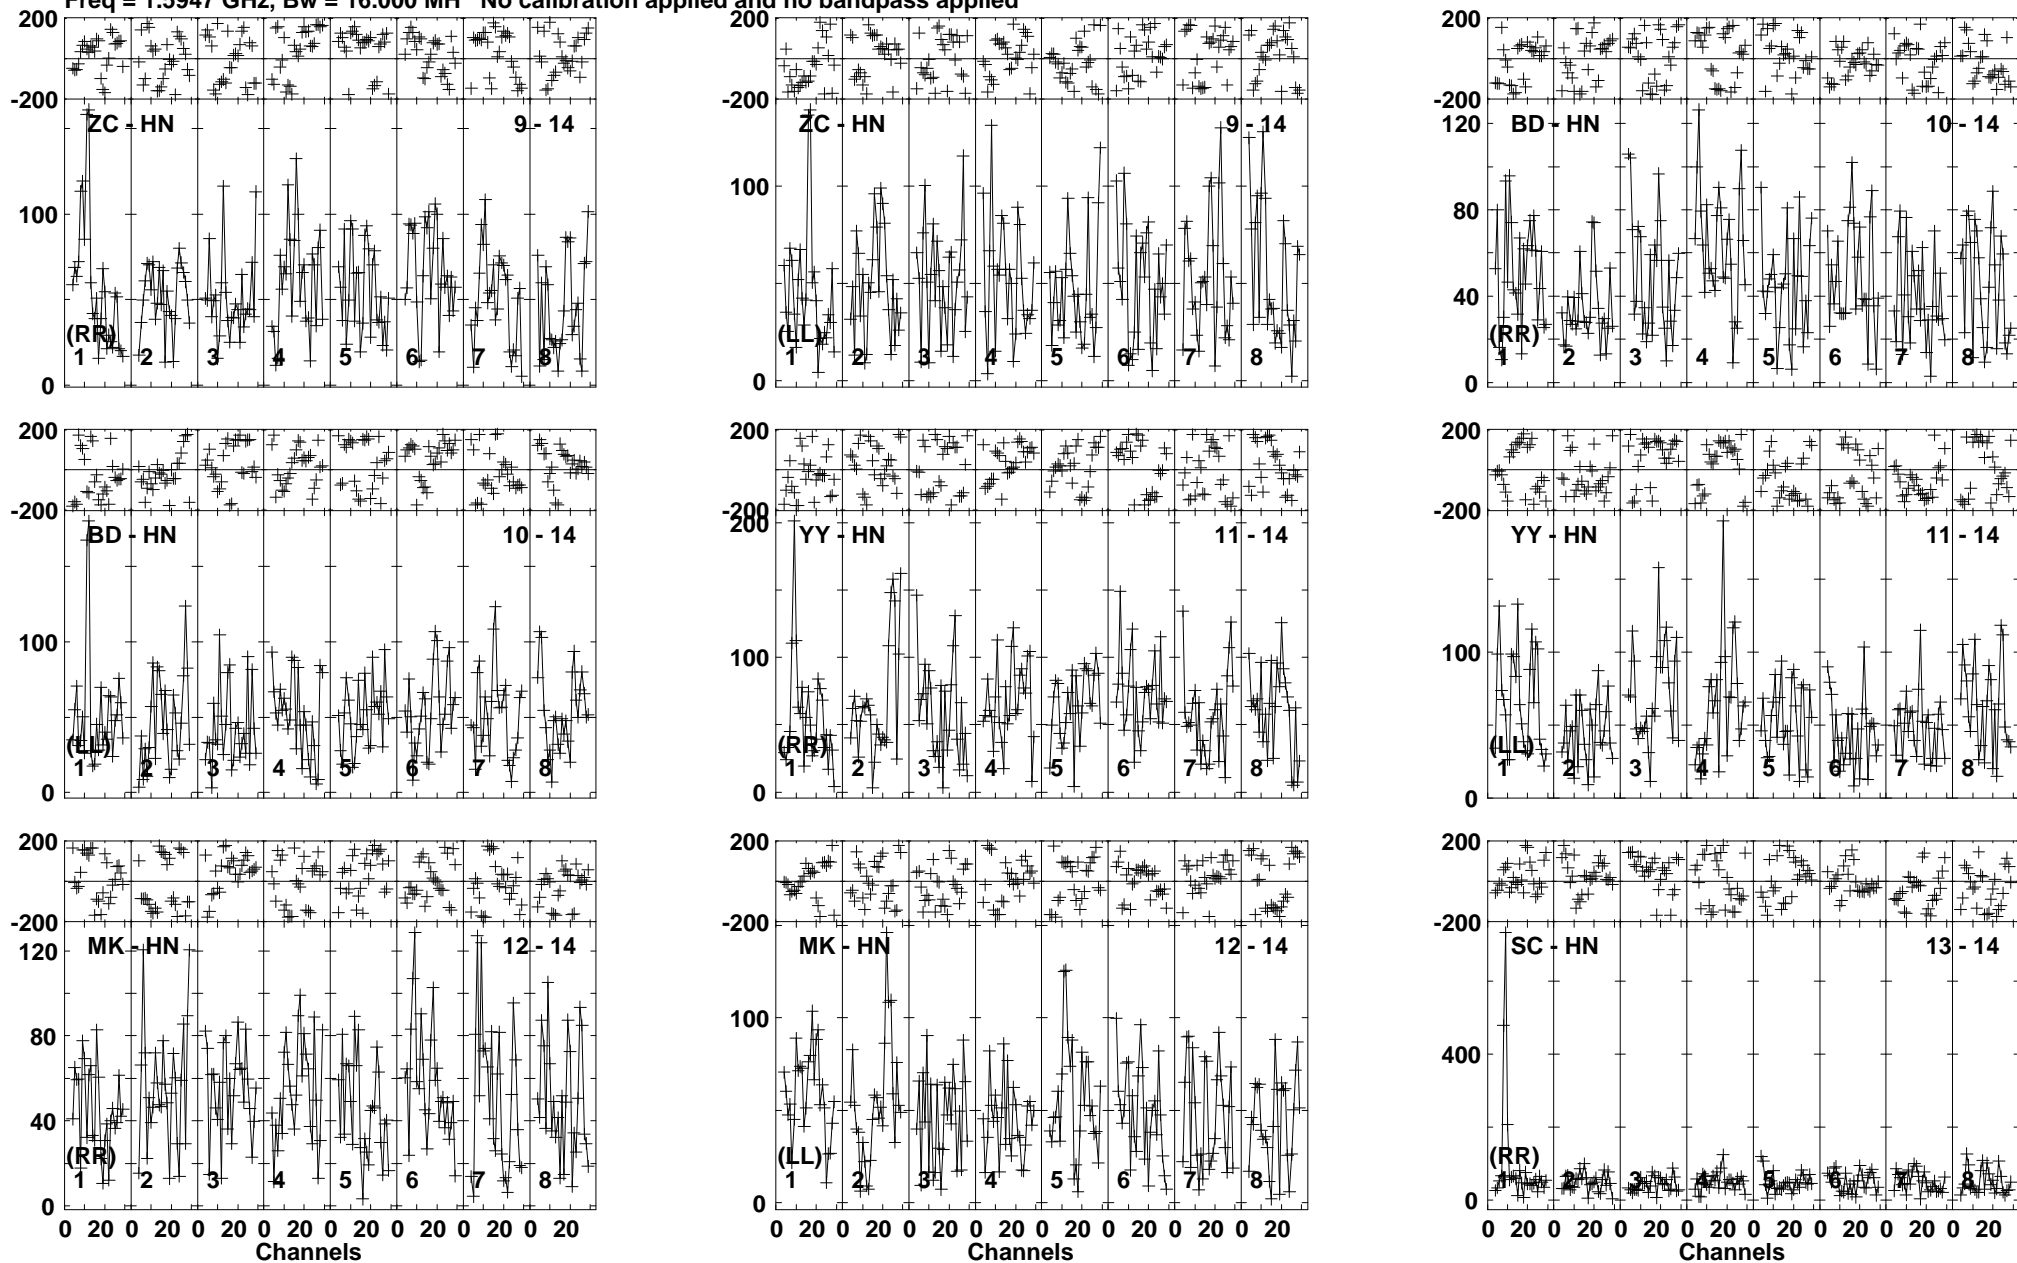 Freq = 1.5947 GHz, Bw = 16.000 MH No calibration applied and no bandpass applied
200 200 200
-200 -200 -200
ZC - HN 9 - 14 ZC - HN 9 - 14 BD - HN 10 - 14
120
100 100 80
40
(RR) (LL) (RR)
1 2 3 4 5 6 7 8 1 2 3 4 5 6 7 8 1 2 3 4 5 6 7 8
0 0 0
200 200 200
-200 -200 -200
200
BD - HN 10 - 14 YY - HN 11 - 14 YY - HN 11 - 14
100 100 100
(LL) (RR) (LL)
1 2 3 4 5 6 7 8 1 2 3 4 5 6 7 8 1 2 3 4 5 6 7 8
0 0 0
200 200 200
-200 -200 -200
MK - HN 12 - 14 MK - HN 12 - 14 SC - HN 13 - 14
120
80 100 400
40
(RR) (LL) (RR)
1 2 3 4 5 6 7 8 1 2 3 4 5 6 7 8 1 2 3 4 5 6 7 8
0 0 0
0 20 0 20 0 20 0 20 0 20 0 20 0 20 0 20 0 20 0 20 0 20 0 20 0 20 0 20 0 20 0 20 0 20 0 20 0 20 0 20 0 20 0 20 0 20 0 20
Channels Channels Channels